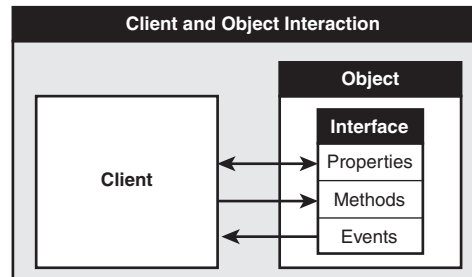 Client and Object Interaction
Object
Interface
Properties
Client
Methods
Events